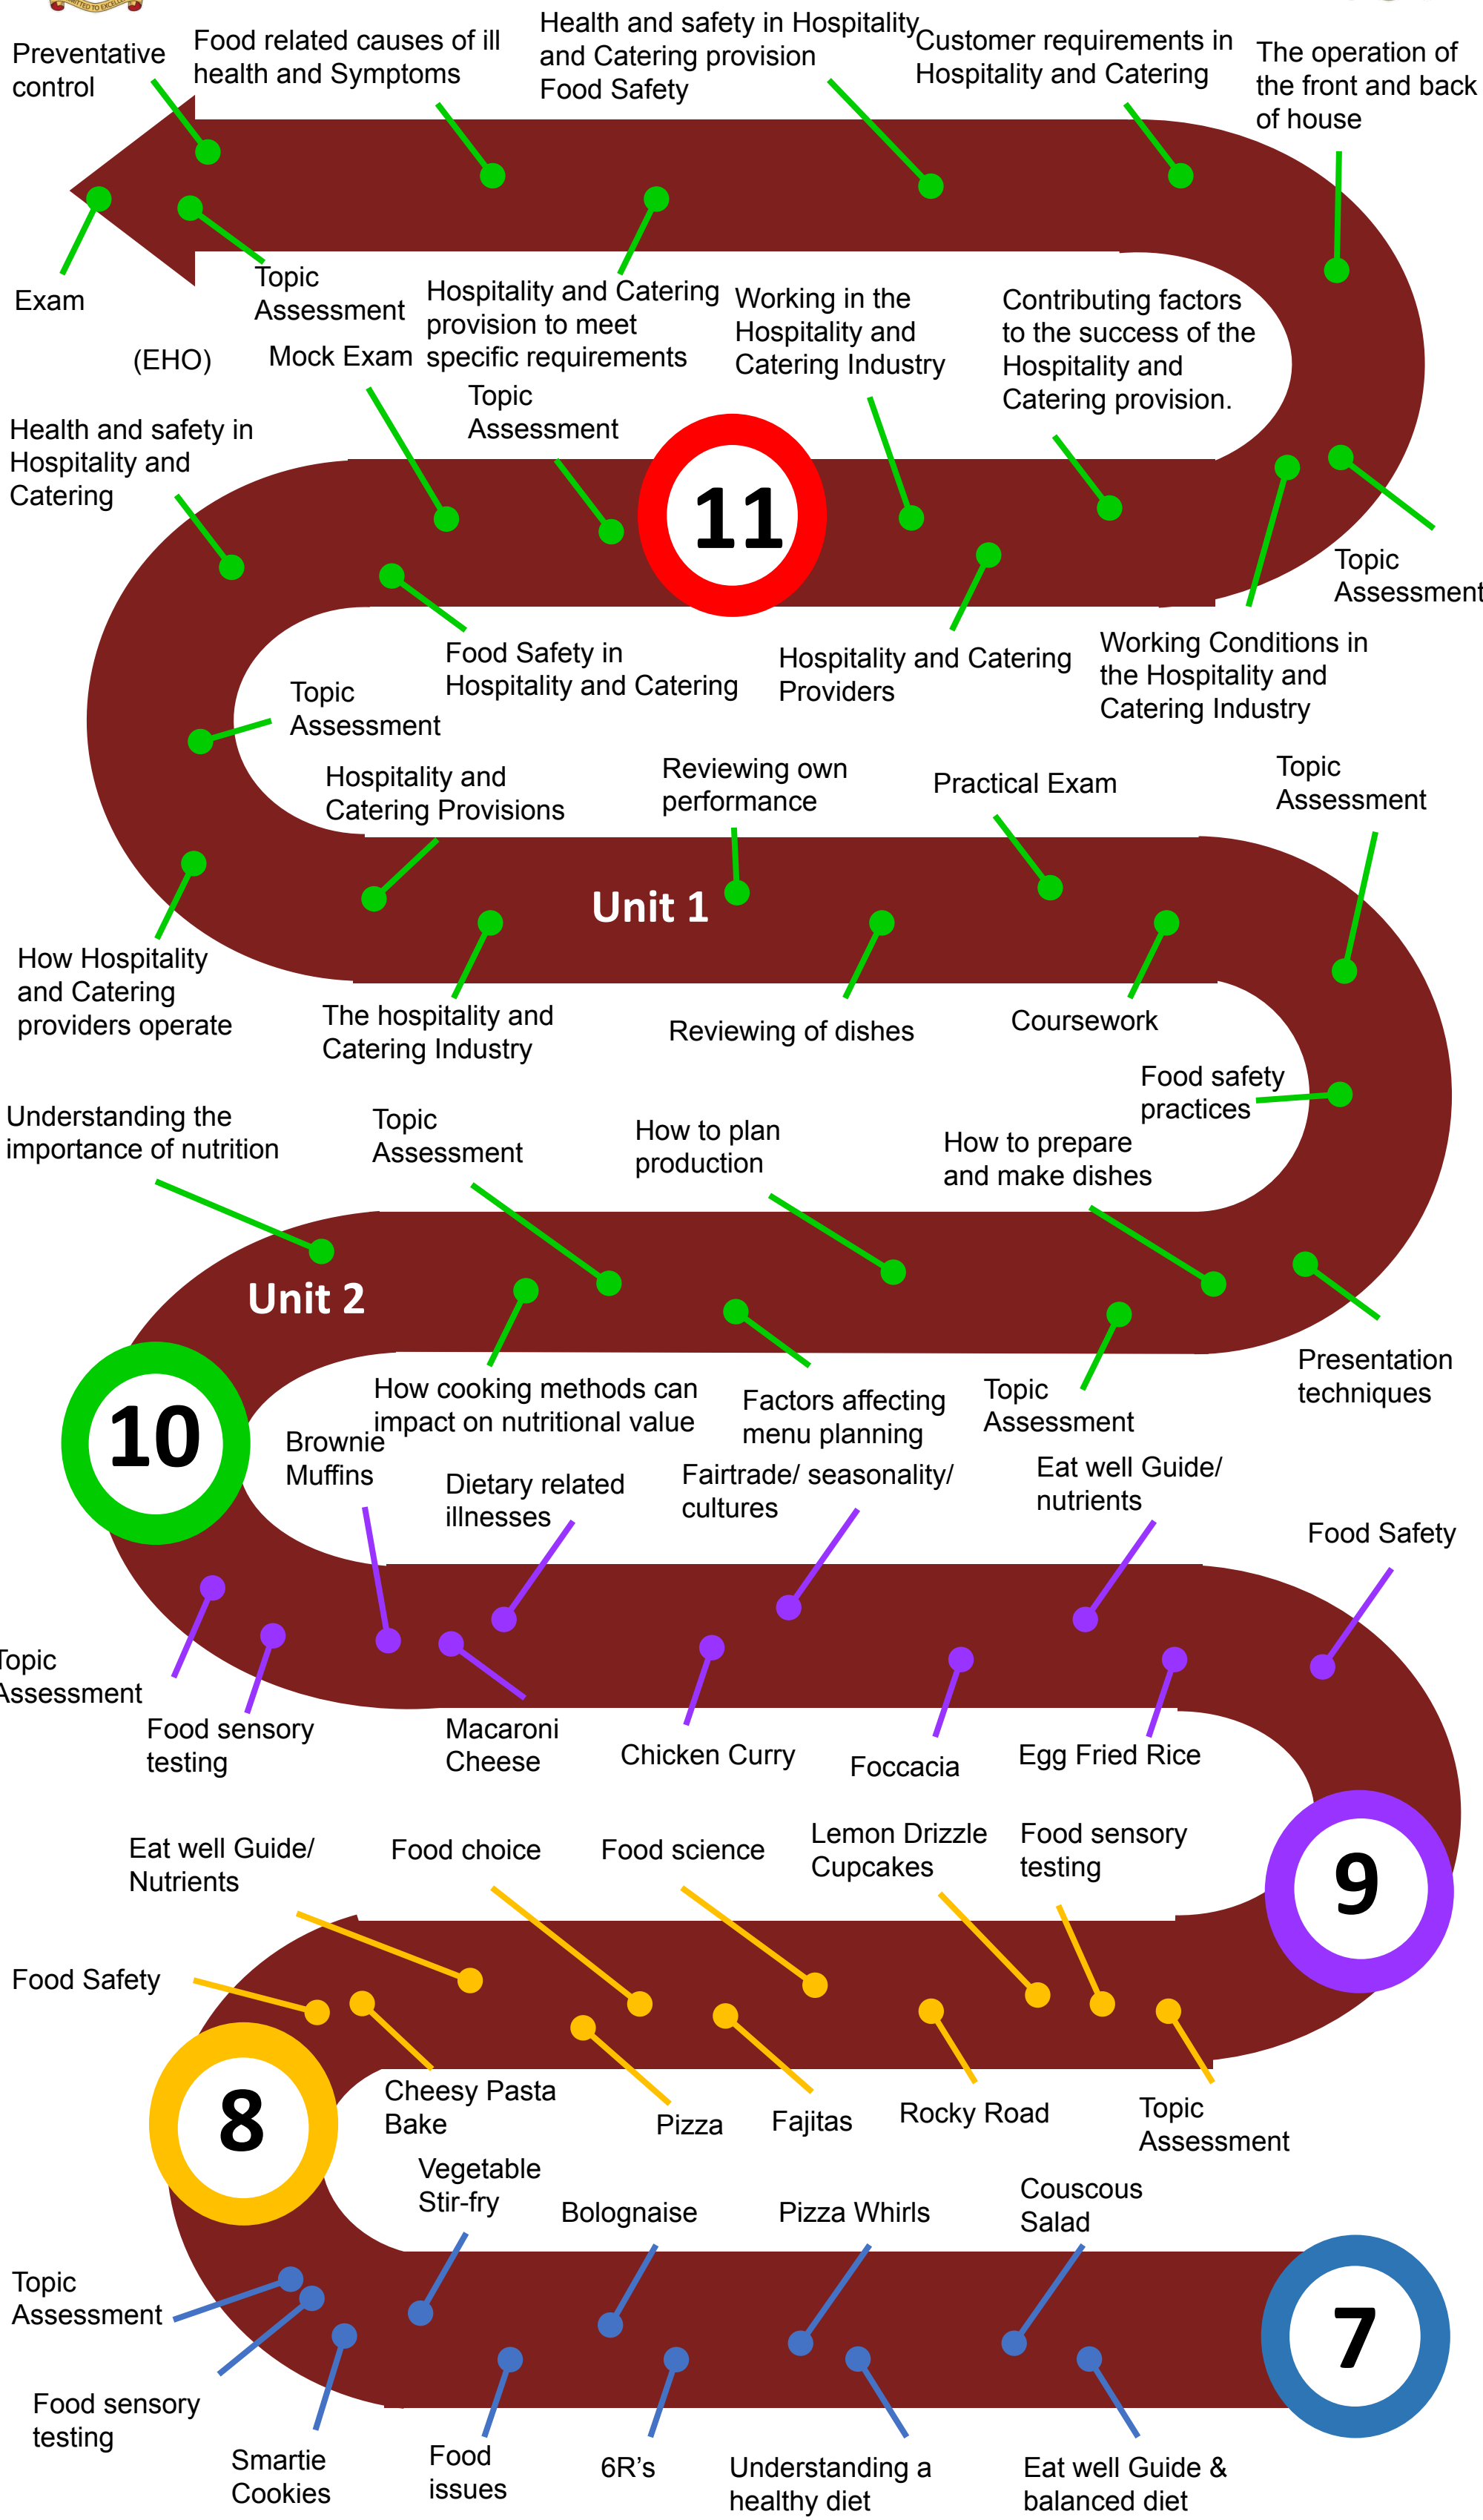 COMMITTED TO EXCELLENCE
Preventative
control
Food related causes of ill
health and Symptoms
Health and safety in Hospitality
and Catering provision
Food Safety
Customer requirements in
Hospitality and Catering
The operation of
the front and back
of house
Exam
Topic
Assessment
(EHO)
Mock Exam
Hospitality and Catering
provision to meet
specific requirements
Working in the
Hospitality and
Catering Industry
Contributing factors
to the success of the
Hospitality and
Catering provision.
Topic
Assessment
Health and safety in
Hospitality and
Catering
11
Topic
Assessment
Food Safety in
Hospitality and Catering
Hospitality and Catering
Providers
Working Conditions in
the Hospitality and
Catering Industry
Topic
Assessment
Hospitality and
Catering Provisions
Reviewing own
performance
Practical Exam
Topic
Assessment
Unit 1
How Hospitality
and Catering
providers operate
The hospitality and
Catering Industry
Reviewing of dishes
Coursework
Food safety
practices
Understanding the
importance of nutrition
Topic
Assessment
How to plan
production
How to prepare
and make dishes
Unit 2
Presentation
techniques
How cooking methods can
impact on nutritional value
Factors affecting
menu planning
Topic
Assessment
10
Brownie
Muffins
Dietary related
illnesses
Fairtrade/ seasonality/
cultures
Eat well Guide/
nutrients
Food Safety
Topic
Assessment
Food sensory
testing
Macaroni
Cheese
Chicken Curry
Foccacia
Egg Fried Rice
9
Eat well Guide/
Nutrients
Food choice
Food science
Lemon Drizzle
Cupcakes
Food sensory
testing
Food Safety
8
Cheesy Pasta
Bake
Pizza
Fajitas
Rocky Road
Topic
Assessment
Vegetable
Stir-fry
Bolognaise
Pizza Whirls
Couscous
Salad
7
Topic
Assessment
Food sensory
testing
Smartie
Cookies
Food
issues
6R's
Understanding a
healthy diet
Eat well Guide &
balanced diet